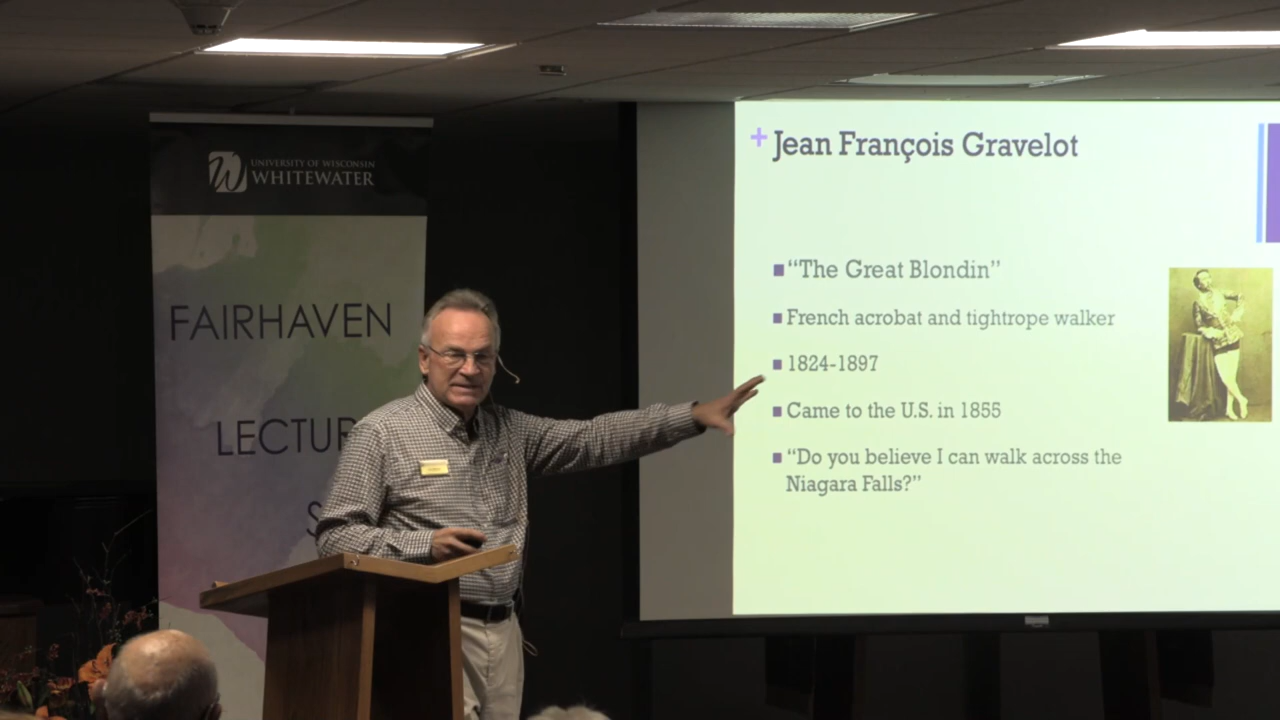 UNIVERSITY OF WISCONSIN
WHITEWATER
FAIRHAVEN
LECTUR
S
+ Jean François Gravelot
"The Great Blondin"
French acrobat and tightrope walker
1824-1897
Came to the U.S. in 1855
"Do you believe I can walk across the
Niagara Falls?"